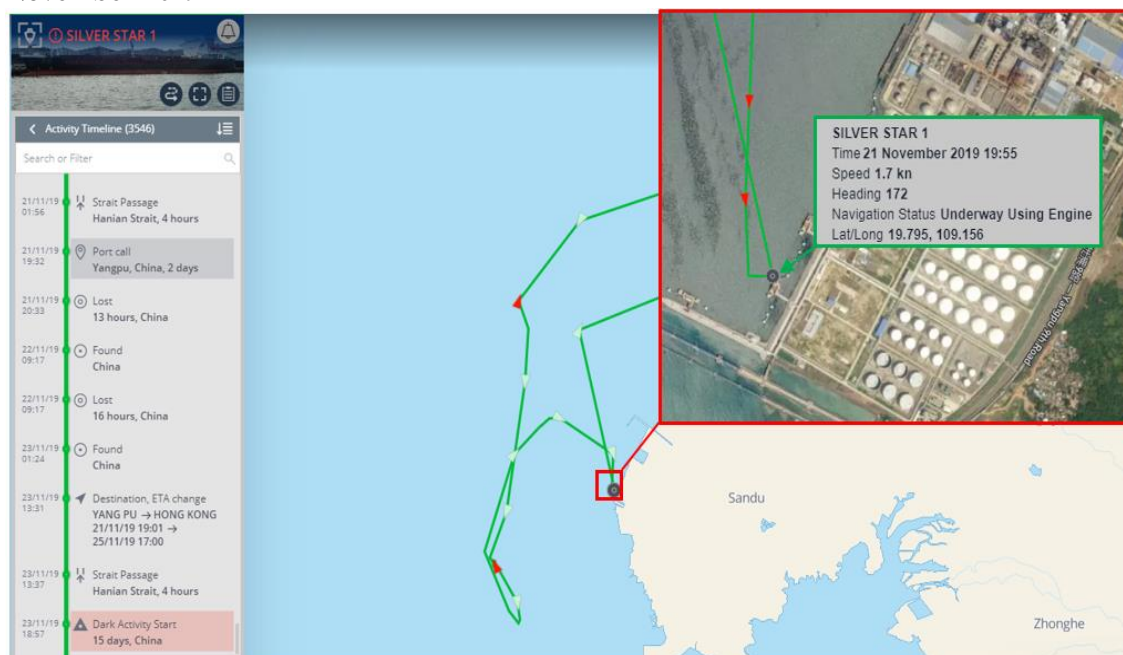 SILVER STAR 1
Activity Timeline (3546)
Search or Filter
21/11/19
01:56
Strait Passage
Hanian Strait, 4 hours
21/11/19
19:32
Port call
Yangpu, China, 2 days
21/11/19
20:33
Lost
13 hours, China
22/11/19
09:17
Found
China
22/11/19
09:17
Lost
16 hours, China
23/11/19
01:24
Found
China
23/11/19
13:31
Destination, ETA change
YANG PU → HONG KONG
21/11/19 19:01 →
25/11/19 17:00
23/11/19
13:37
Strait Passage
Hanian Strait, 4 hours
23/11/19
18:57
Dark Activity Start
15 days, China
SILVER STAR 1
Time 21 November 2019 19:55
Speed 1.7 kn
Heading 172
Navigation Status Underway Using Engine
Lat/Long 19.795, 109.156
Yangpu 9th Road
Sandu
Zhonghe